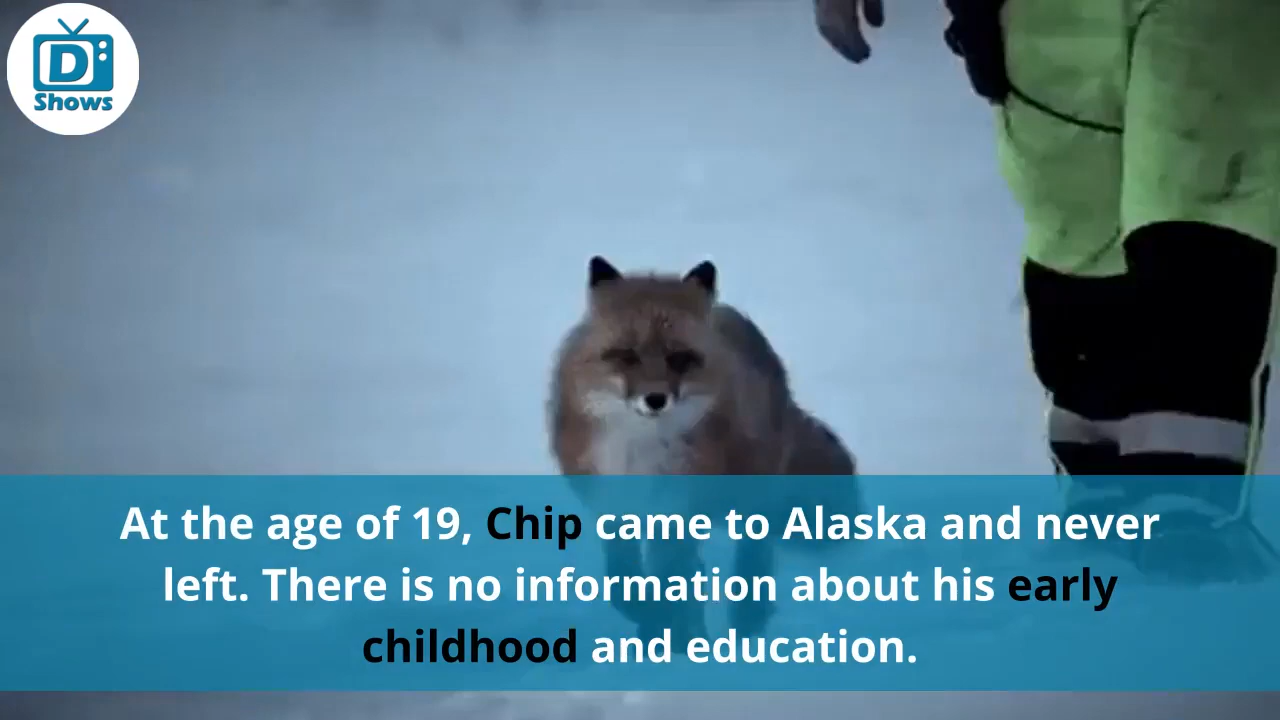 D
Shows
At the age of 19, Chip came to Alaska and never
left. There is no information about his early
childhood and education.